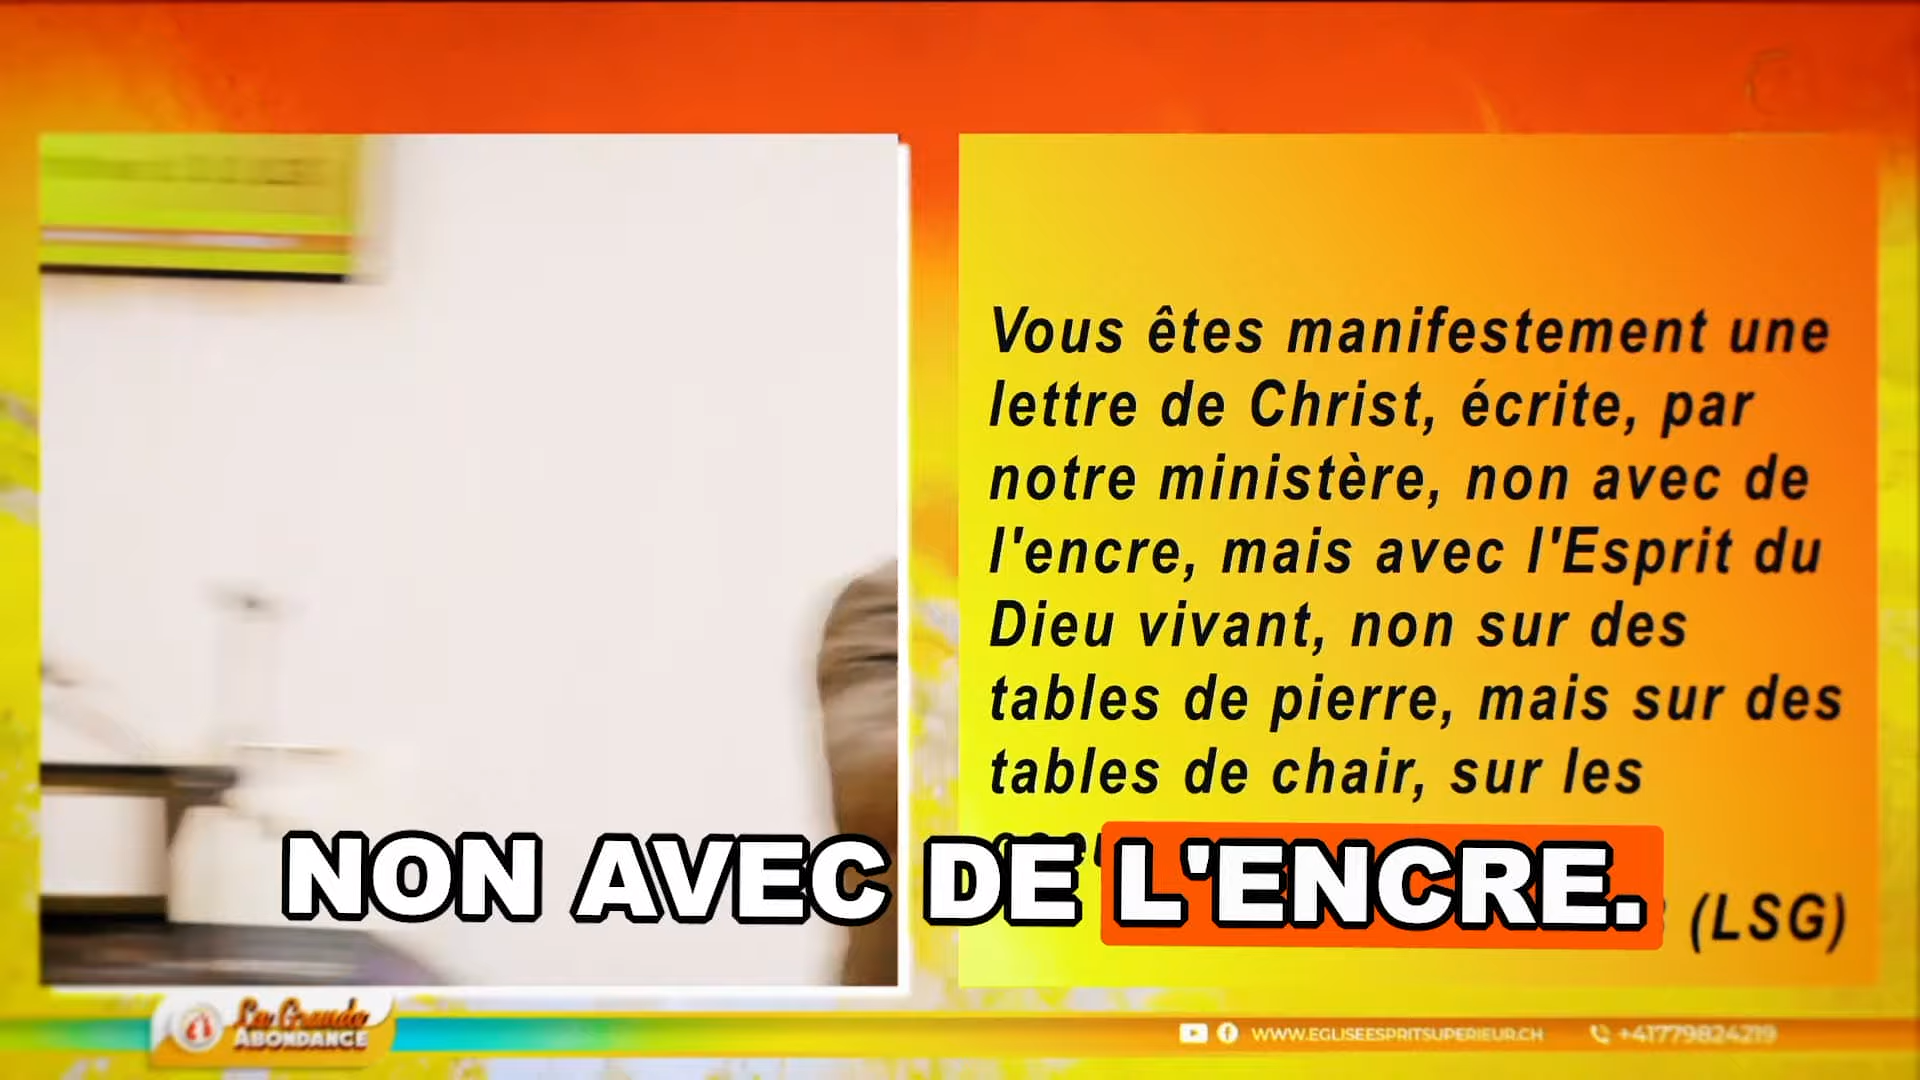 Vous êtes manifestement une
lettre de Christ, écrite, par
notre ministère, non avec de
l'encre, mais avec l'Esprit du
Dieu vivant, non sur des
tables de pierre, mais sur des
tables de chair, sur les
NON AVEC DE L'ENCRE.
(LSG)
La Grande
ABONDANCE
WWW.EGLISEESPRITSUPERIEUR.CH
+41779824219